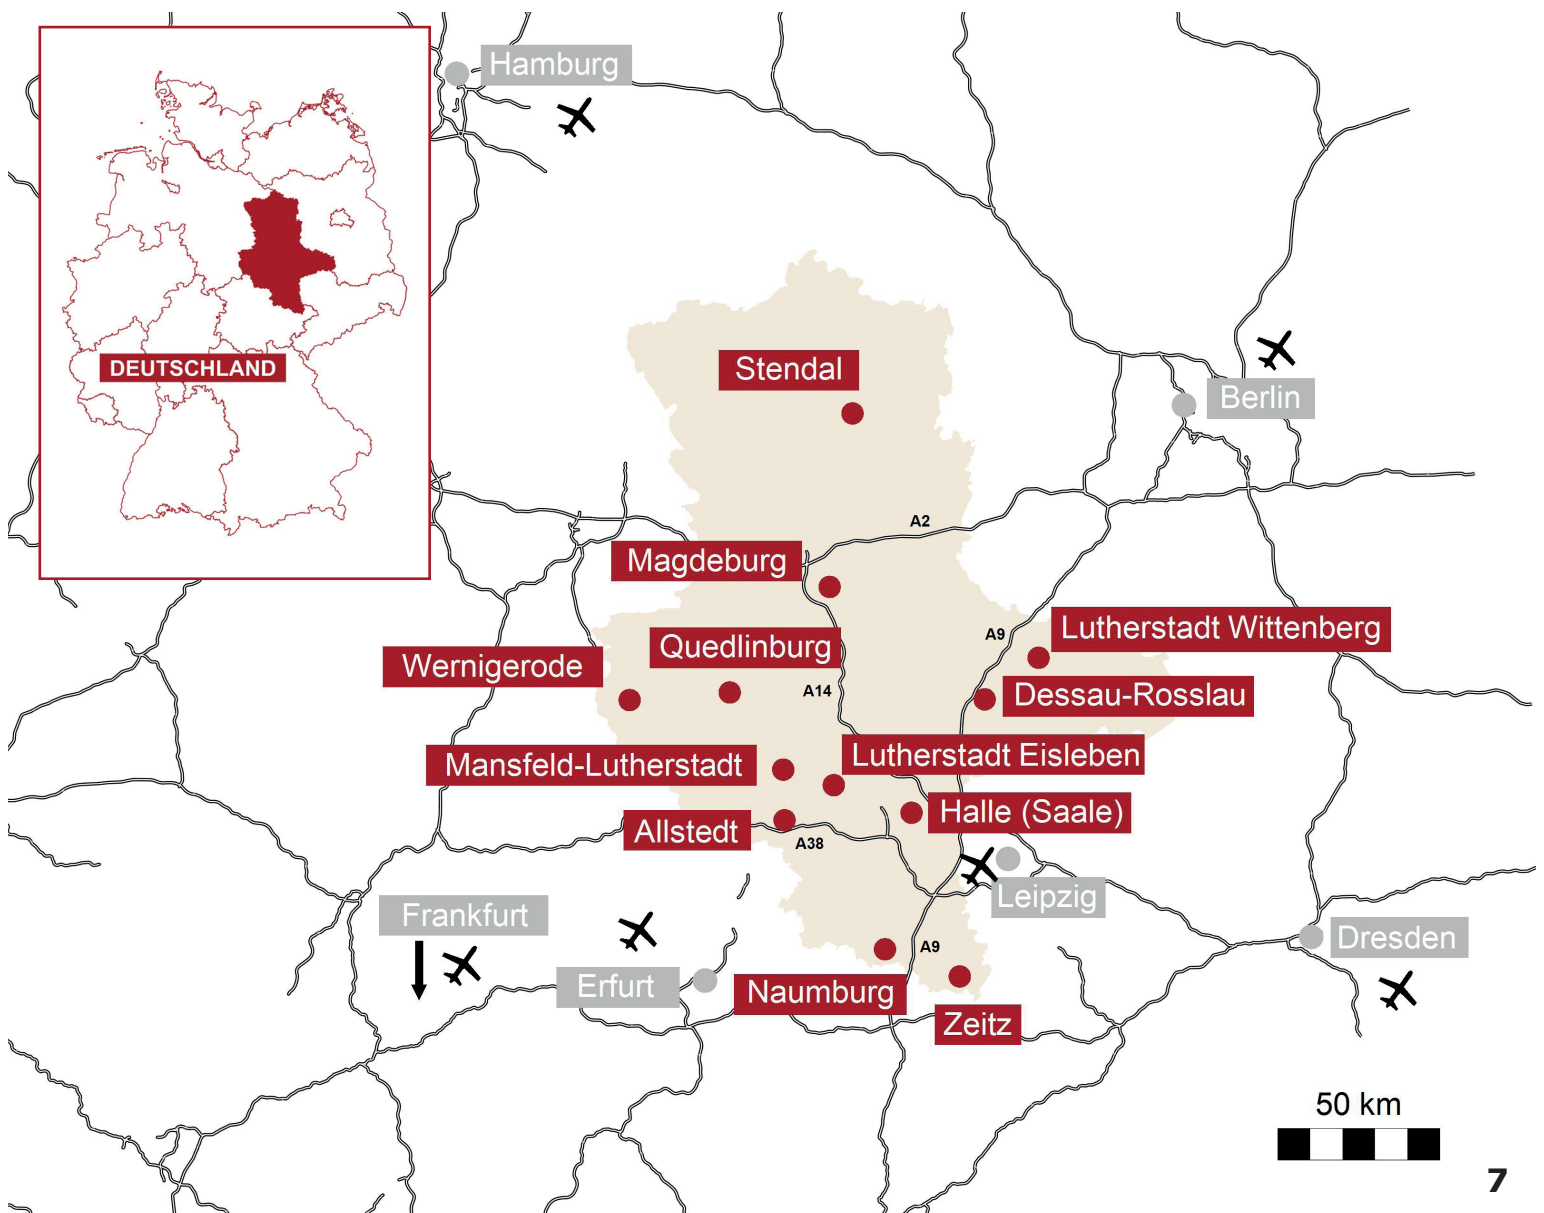 Hamburg
DEUTSCHLAND
Stendal
Berlin
A2
Magdeburg
Lutherstadt Wittenberg
A9
Quedlinburg
Wernigerode
A14
Dessau-Rosslau
Lutherstadt Eisleben
Mansfeld-Lutherstadt
Halle (Saale)
Allstedt
A38
Leipzig
Frankfurt
Dresden
A9
Erfurt
Naumburg
Zeitz
50 km
7